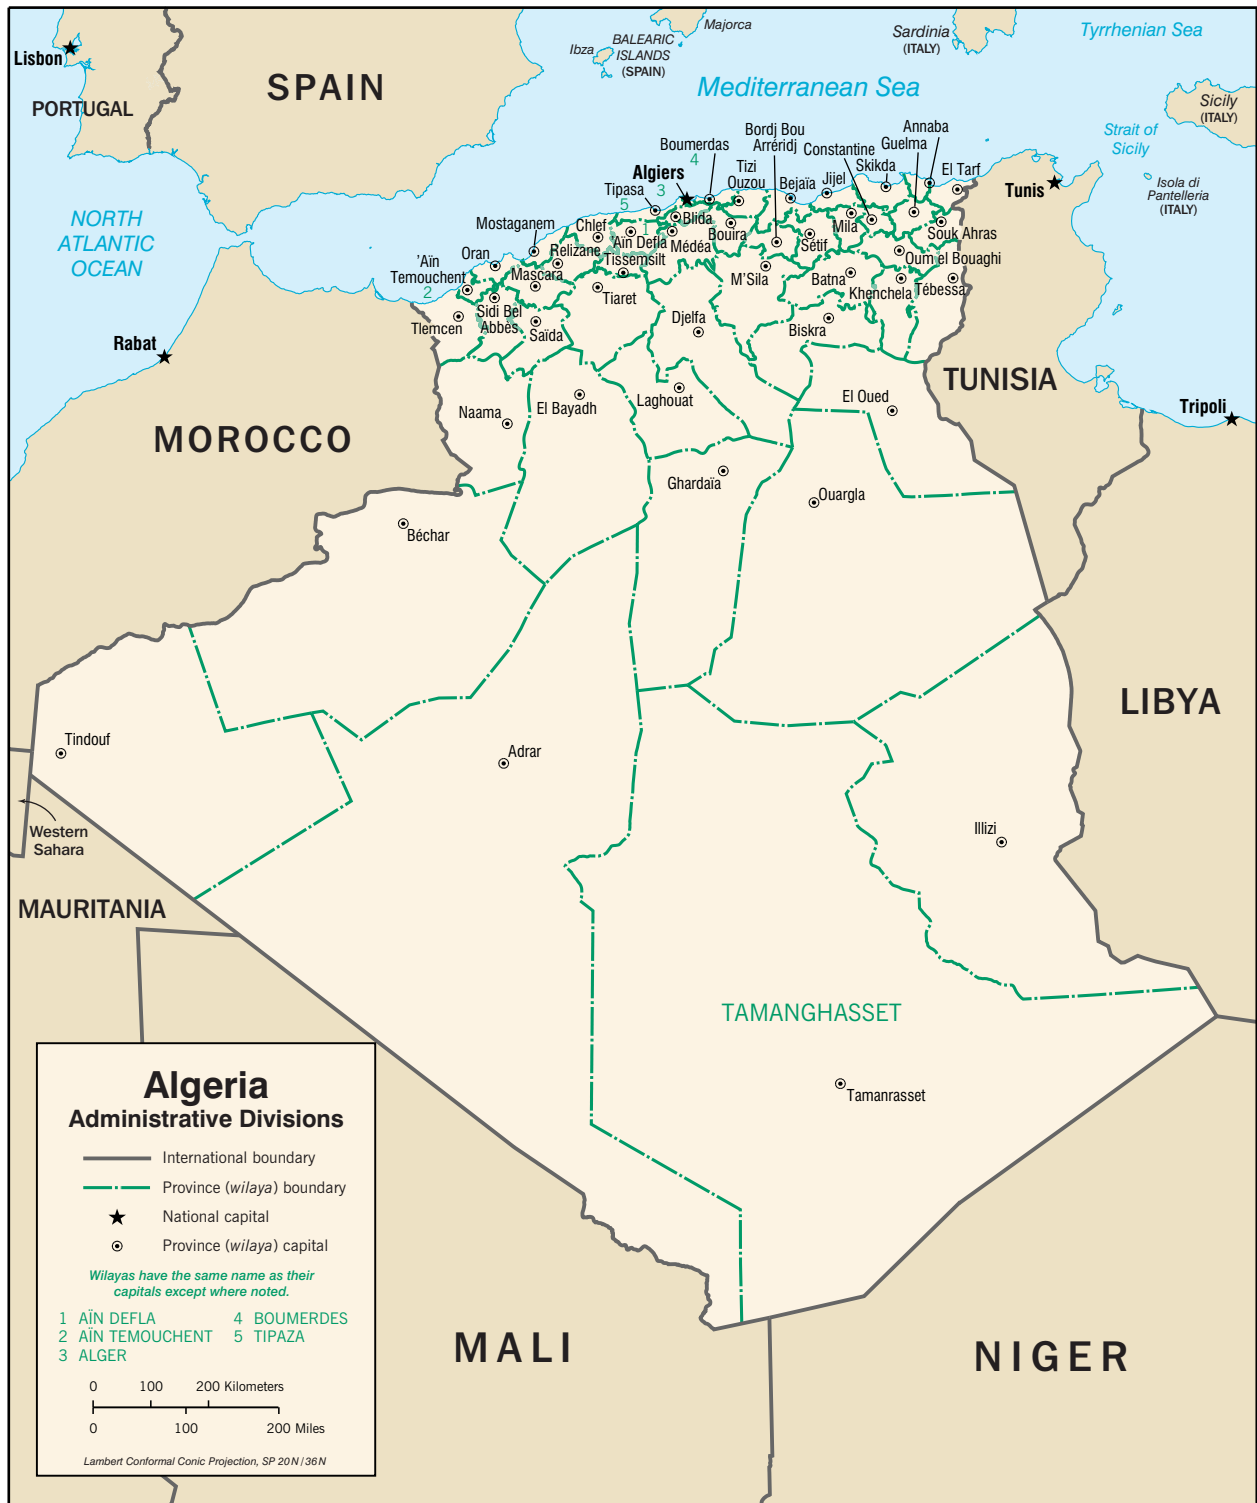 Lisbon
PORTUGAL
SPAIN
Ibza
BALEARIC
ISLANDS
(SPAIN)
Majorca
Sardinia
(ITALY)
Tyrrhenian Sea
Mediterranean Sea
Sicily
(ITALY)
Strait of
Sicily
Isola di
Pantelleria
(ITALY)
NORTH
ATLANTIC
OCEAN
Boumerdas
4
Algiers
3
Tipasa
5
Tizi
Ouzou
Bordj Bou
Arréridj
Bejaïa
Jijel
Constantine
Skikda
Guelma
Annaba
El Tarf
Tunis
Mostaganem
Chlef
1
'Aïn Defla
Blida
Médéa
Bouira
Sétif
Mila
Souk Ahras
Oum el Bouaghi
Oran
Relizane
Tissemsilt
'Aïn
Temouchent
2
Mascara
Tiaret
M'Sila
Batna
Khenchela
Tébessa
Tlemcen
Sidi Bel
Abbès
Saïda
Djelfa
Biskra
Rabat
MOROCCO
TUNISIA
Tripoli
Naama
El Bayadh
Laghouat
El Oued
Ghardaïa
Ouargla
Béchar
LIBYA
Tindouf
Adrar
Illizi
Western
Sahara
MAURITANIA
TAMANGHASSET
Tamanrasset
MALI
NIGER
Algeria
Administrative Divisions
International boundary
Province (wilaya) boundary
National capital
Province (wilaya) capital
Wilayas have the same name as their
capitals except where noted.
1 AÏN DEFLA
2 AÏN TEMOUCHENT
3 ALGER
4 BOUMERDES
5 TIPAZA
0 100 200 Kilometers
0 100 200 Miles
Lambert Conformal Conic Projection, SP 20N/36N